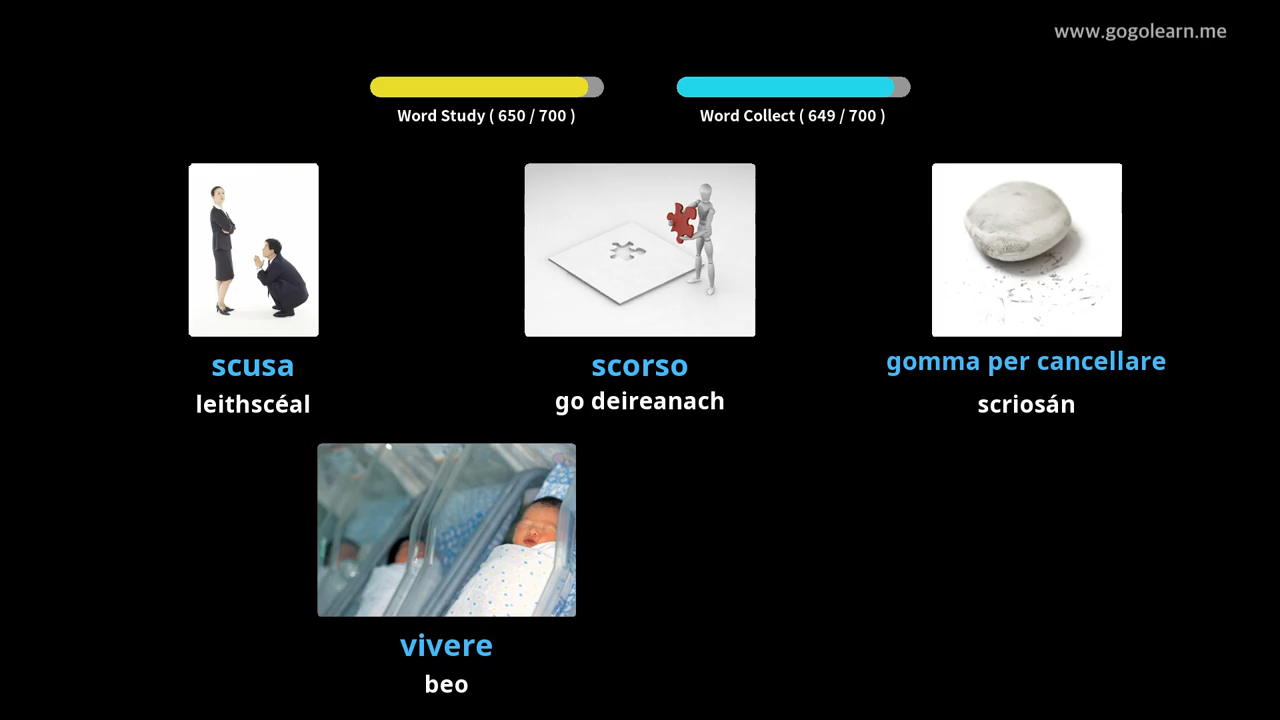 www.gogolearn.me
Word Study ( 650 / 700 )
Word Collect ( 649 / 700 )
scusa
leithscéal
scorso
go deireanach
gomma per cancellare
scriosán
vivere
beo